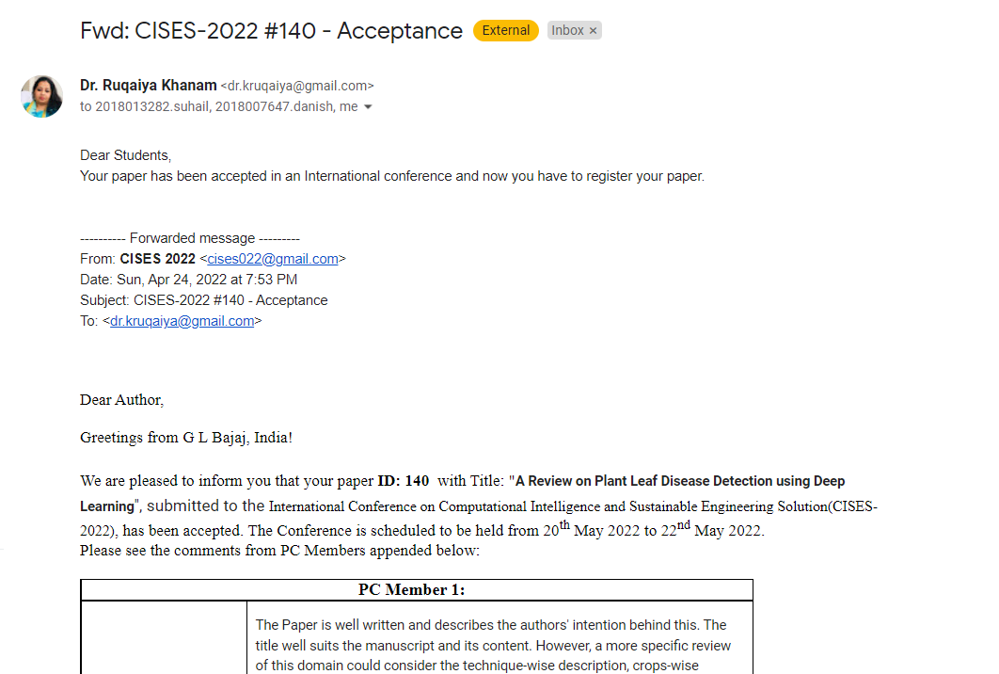 Fwd: CISES-2022 #140 - Acceptance External Inbox ×
Dr. Ruqaiya Khanam <dr.kruqaiya@gmail.com>
to 2018013282.suhail, 2018007647.danish, me
Dear Students,
Your paper has been accepted in an International conference and now you have to register your paper.
---------- Forwarded message ---------
From: CISES 2022 <cises022@gmail.com>
Date: Sun, Apr 24, 2022 at 7:53 PM
Subject: CISES-2022 #140 - Acceptance
To: <dr.kruqaiya@gmail.com>
Dear Author,
Greetings from G L Bajaj, India!
We are pleased to inform you that your paper ID: 140 with Title: "A Review on Plant Leaf Disease Detection using Deep
Learning", submitted to the International Conference on Computational Intelligence and Sustainable Engineering Solution(CISES-
2022), has been accepted. The Conference is scheduled to be held from 20th May 2022 to 22nd May 2022.
Please see the comments from PC Members appended below:
PC Member 1:
The Paper is well written and describes the authors' intention behind this. The
title well suits the manuscript and its content. However, a more specific review
of this domain could consider the technique-wise description, crops-wise